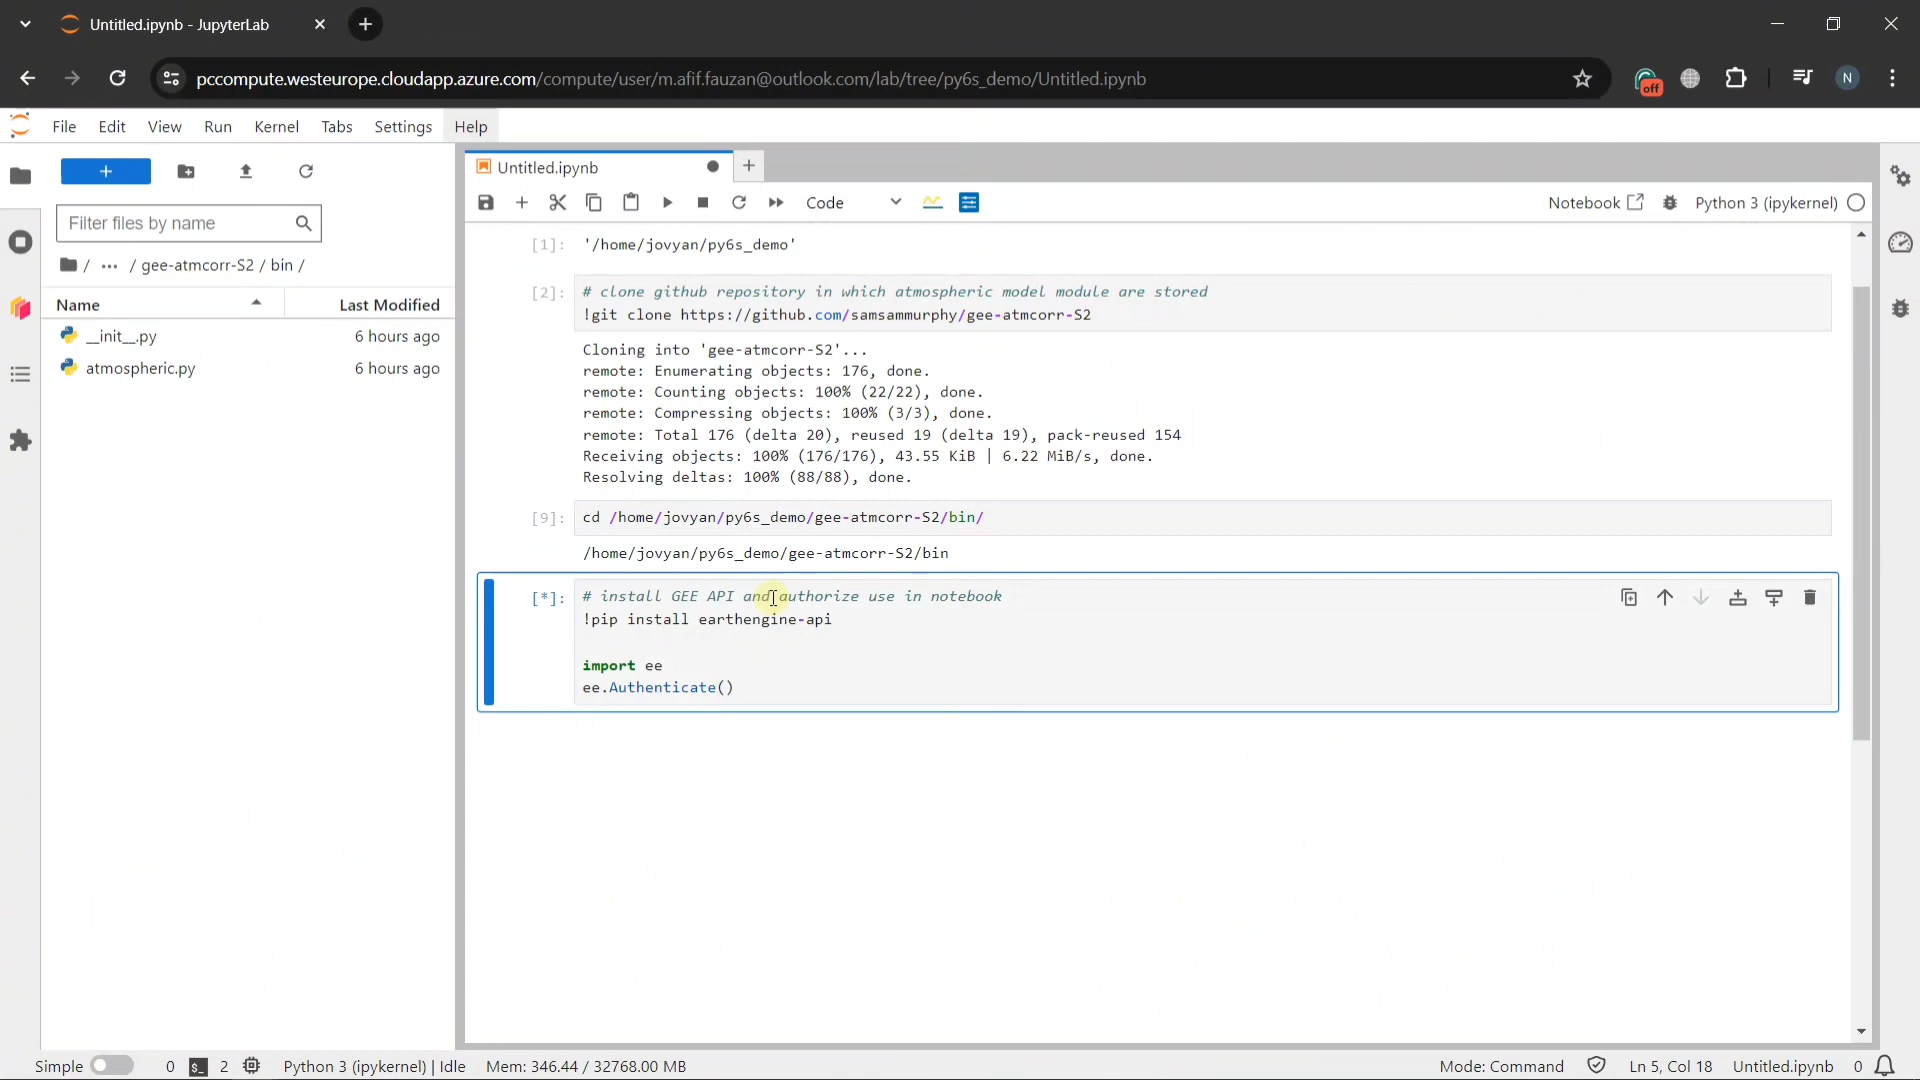 Untitled.ipynb - JupyterLab
pccompute.westeurope.cloudapp.azure.com/compute/user/m.afif.fauzan@outlook.com/lab/tree/py6s_demo/Untitled.ipynb
off
N
File Edit View Run Kernel Tabs Settings Help
Filter files by name
/ ... / gee-atmcorr-S2 / bin /
Name Last Modified
__init__.py 6 hours ago
atmospheric.py 6 hours ago
Untitled.ipynb
Code
Notebook
Python 3 (ipykernel)
[1]: '/home/jovyan/py6s_demo'
[2]: # clone github repository in which atmospheric model module are stored
!git clone https://github.com/samsammurphy/gee-atmcorr-S2
Cloning into 'gee-atmcorr-S2'...
remote: Enumerating objects: 176, done.
remote: Counting objects: 100% (22/22), done.
remote: Compressing objects: 100% (3/3), done.
remote: Total 176 (delta 20), reused 19 (delta 19), pack-reused 154
Receiving objects: 100% (176/176), 43.55 KiB | 6.22 MiB/s, done.
Resolving deltas: 100% (88/88), done.
[9]: cd /home/jovyan/py6s_demo/gee-atmcorr-S2/bin/
/home/jovyan/py6s_demo/gee-atmcorr-S2/bin
[*]: # install GEE API and authorize use in notebook
!pip install earthengine-api
import ee
ee.Authenticate()
Simple 0 $_ 2 Python 3 (ipykernel) | Idle Mem: 346.44 / 32768.00 MB
Mode: Command Ln 5, Col 18 Untitled.ipynb 0